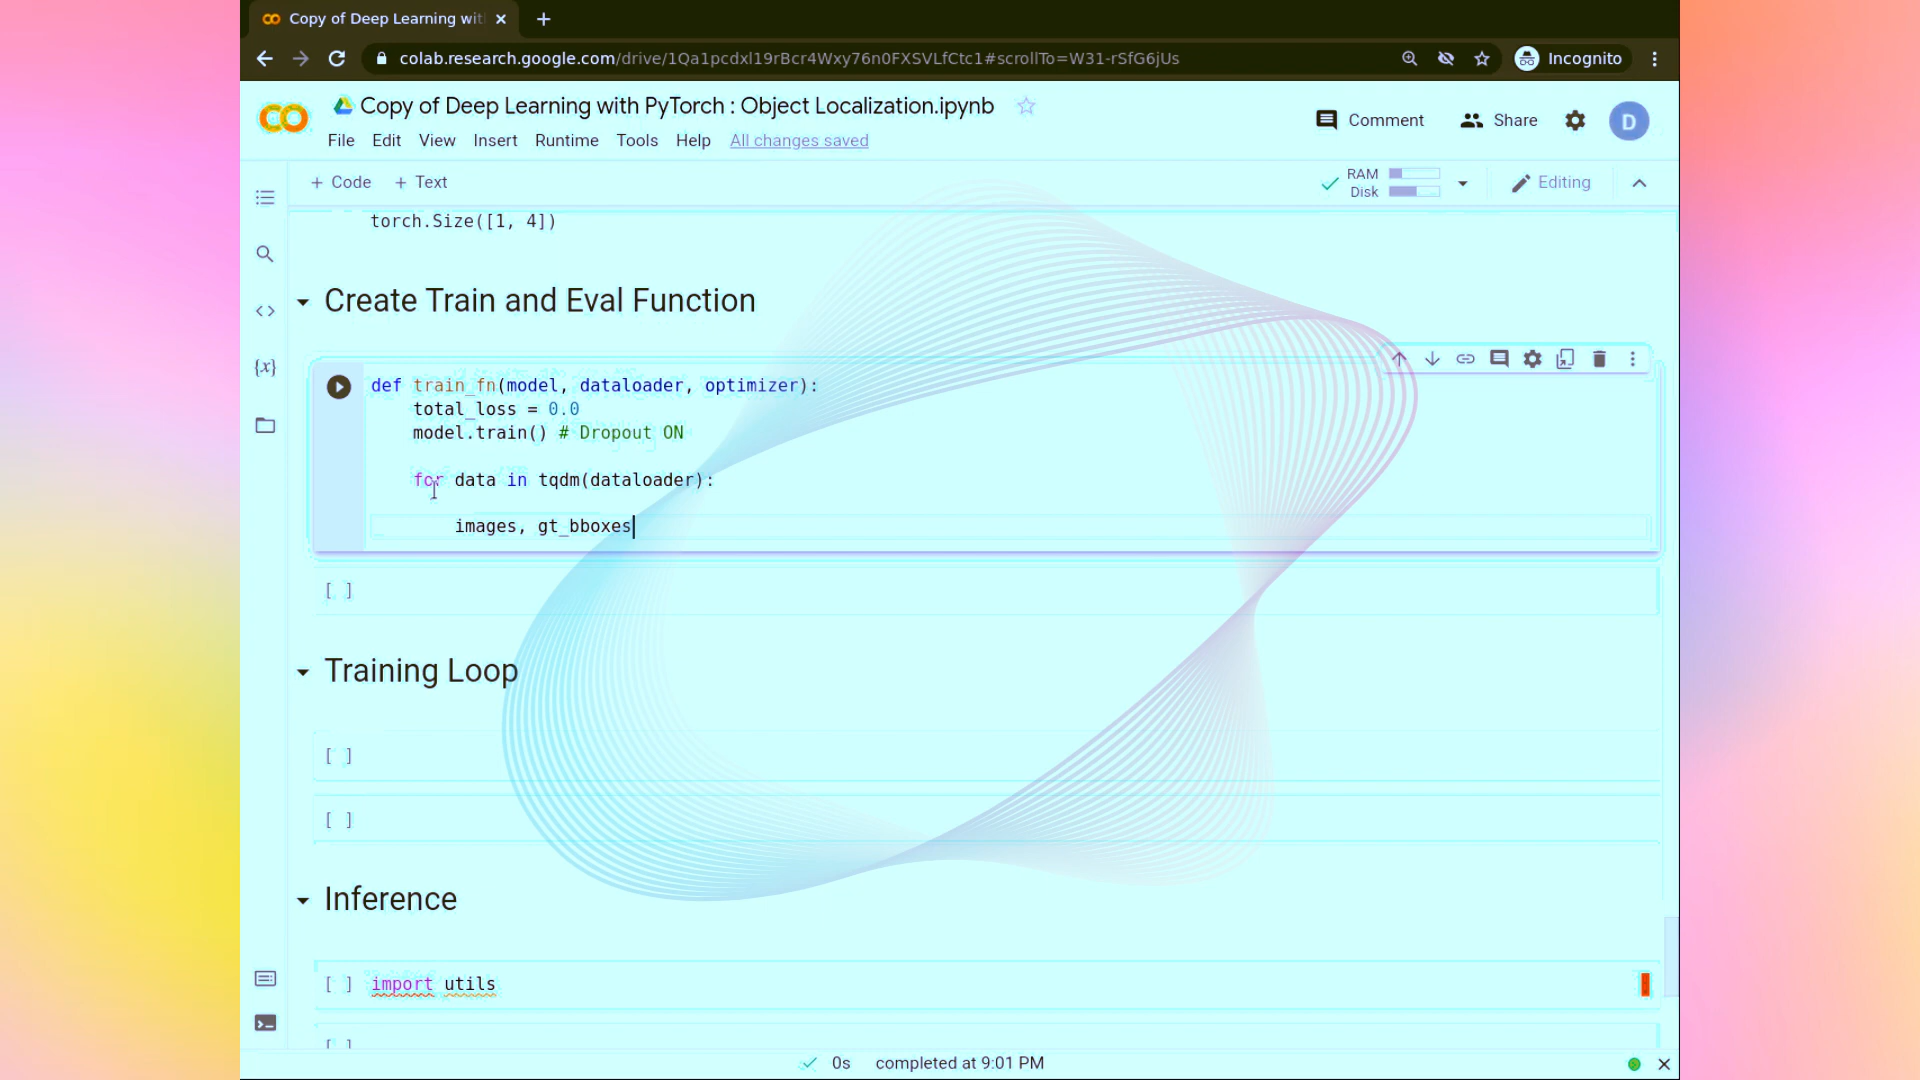 Copy of Deep Learning wit
colab.research.google.com/drive/1Qa1pcdxl19rBcr4Wxy76n0FXSVLfCtc1#scrollTo=W31-rSfG6jUs
Incognito
Copy of Deep Learning with PyTorch : Object Localization.ipynb
Comment
Share
D
File Edit View Insert Runtime Tools Help All changes saved
+ Code + Text
RAM
Disk
Editing
torch.Size([1, 4])
Create Train and Eval Function
def train_fn(model, dataloader, optimizer):
total_loss = 0.0
model.train() # Dropout ON
for data in tqdm(dataloader):
images, gt_bboxes
[ ]
Training Loop
[ ]
[ ]
Inference
[ ] import utils
[ ]
0s completed at 9:01 PM